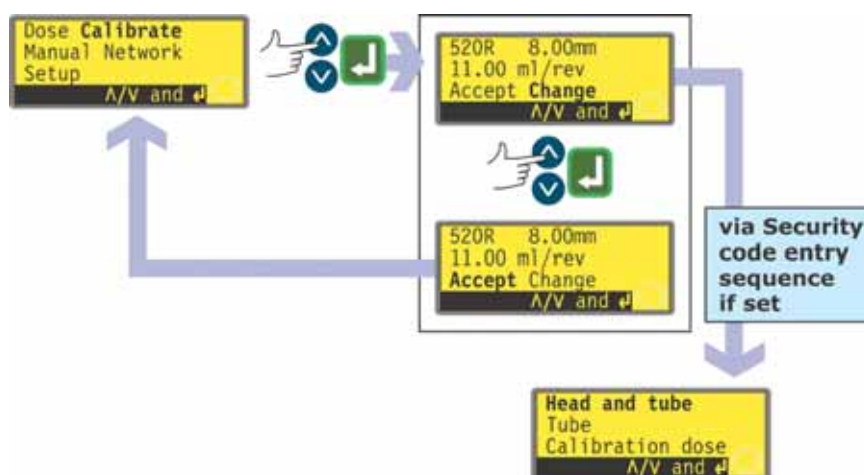 Dose Calibrate
Manual Network
Setup
Λ/V and ↲
520R 8.00mm
11.00 ml/rev
Accept Change
Λ/V and ↲
520R 8.00mm
11.00 ml/rev
Accept Change
Λ/V and ↲
via Security
code entry
sequence
if set
Head and tube
Tube
Calibration dose
Λ/V and ↲